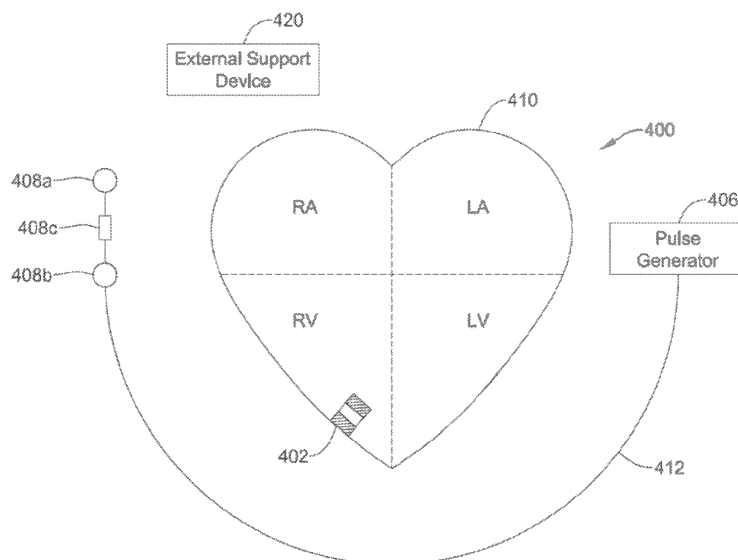 420
External Support
Device
410
400
408a
RA
LA
406
408c
Pulse
Generator
408b
RV
LV
402
412